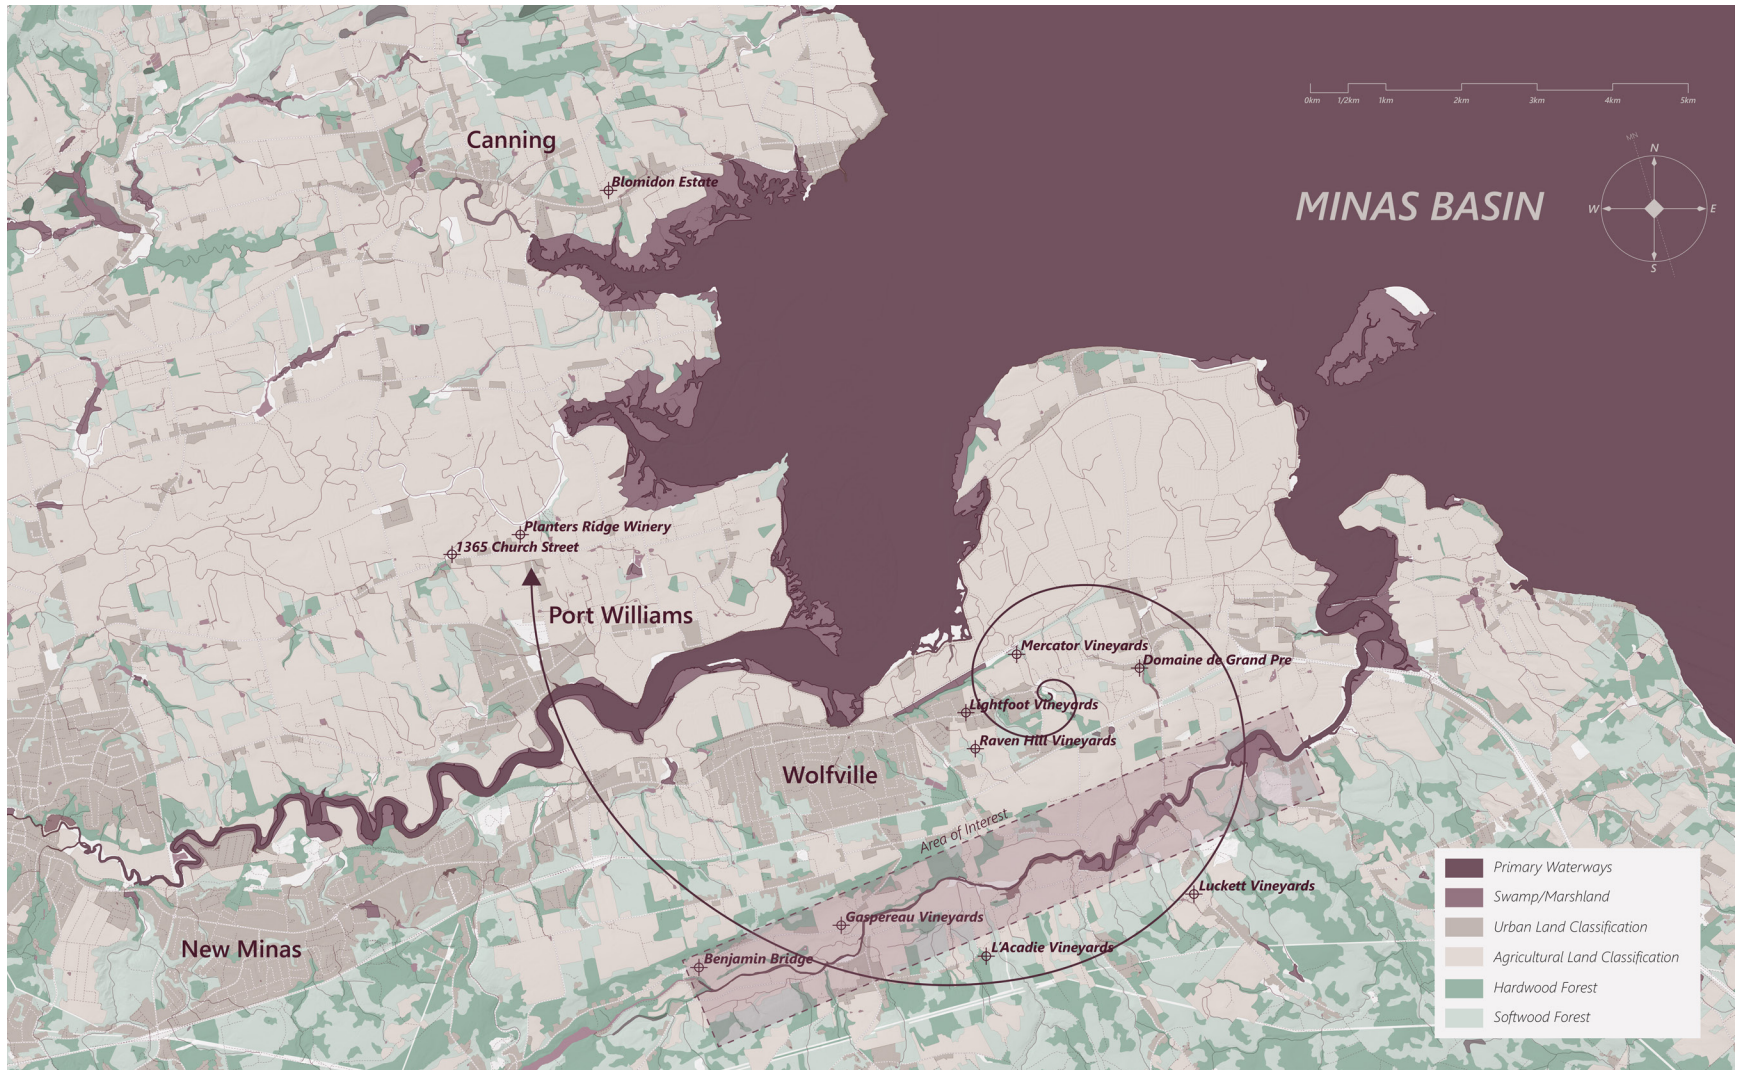 0km 1/2km 1km 2km 3km 4km 5km
MN
N
Canning
Blomidon Estate
MINAS BASIN
W
E
S
Planters Ridge Winery
1365 Church Street
Port Williams
Mercator Vineyards
Domaine de Grand Pre
Lightfoot Vineyards
Raven Hill Vineyards
Wolfville
Area of Interest
Luckett Vineyards
Gaspereau Vineyards
L'Acadie Vineyards
Benjamin Bridge
New Minas
Primary Waterways
Swamp/Marshland
Urban Land Classification
Agricultural Land Classification
Hardwood Forest
Softwood Forest